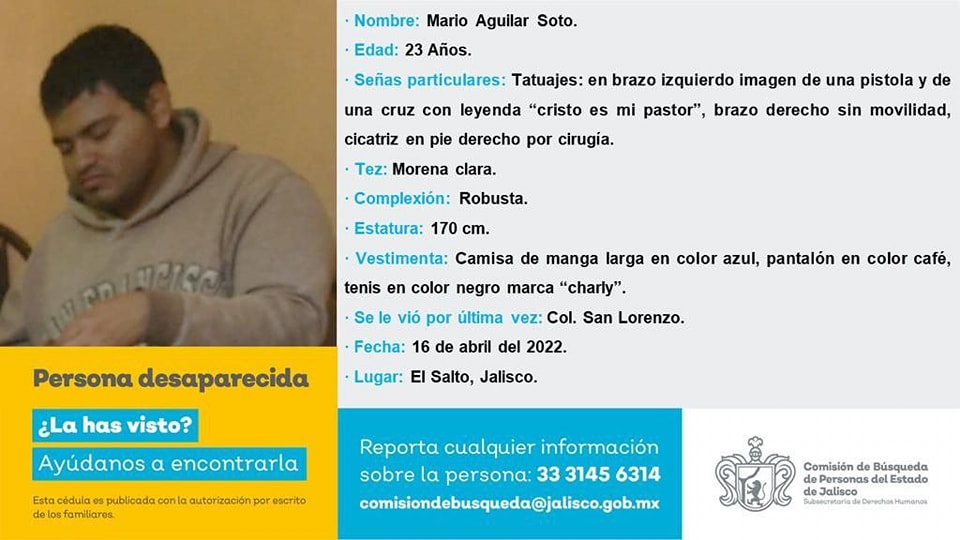 · Nombre: Mario Aguilar Soto.
· Edad: 23 Años.
· Señas particulares: Tatuajes: en brazo izquierdo imagen de una pistola y de
una cruz con leyenda “cristo es mi pastor”, brazo derecho sin movilidad,
cicatriz en pie derecho por cirugía.
· Tez: Morena clara.
· Complexión: Robusta.
· Estatura: 170 cm.
· Vestimenta: Camisa de manga larga en color azul, pantalón en color café,
tenis en color negro marca “charly”.
· Se le vió por última vez: Col. San Lorenzo.
· Fecha: 16 de abril del 2022.
· Lugar: El Salto, Jalisco.
Persona desaparecida
¿La has visto?
Ayúdanos a encontrarla
Esta cédula es publicada con la autorización por escrito
de los familiares.
Reporta cualquier información
sobre la persona: 33 3145 6314
comisiondebusqueda@jalisco.gob.mx
Comisión de Búsqueda
de Personas del Estado
de Jalisco
Subsecretaría de Derechos Humanos